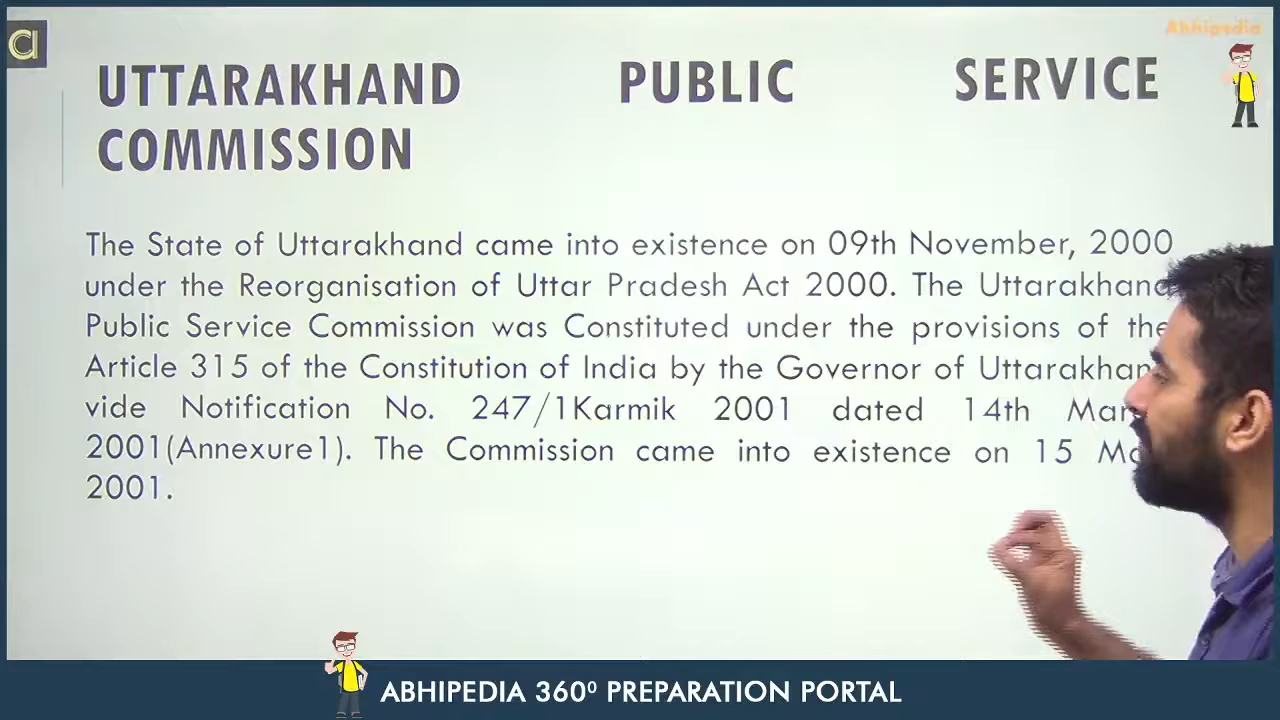 Abhipedia
UTTARAKHAND PUBLIC SERVICE
COMMISSION
The State of Uttarakhand came into existence on 09th November, 2000
under the Reorganisation of Uttar Pradesh Act 2000. The Uttarakhand
Public Service Commission was Constituted under the provisions of the
Article 315 of the Constitution of India by the Governor of Uttarakhan
vide Notification No. 247/1Karmik 2001 dated 14th Mar
2001(Annexure1). The Commission came into existence on 15
2001.
ABHIPEDIA 360⁰ PREPARATION PORTAL